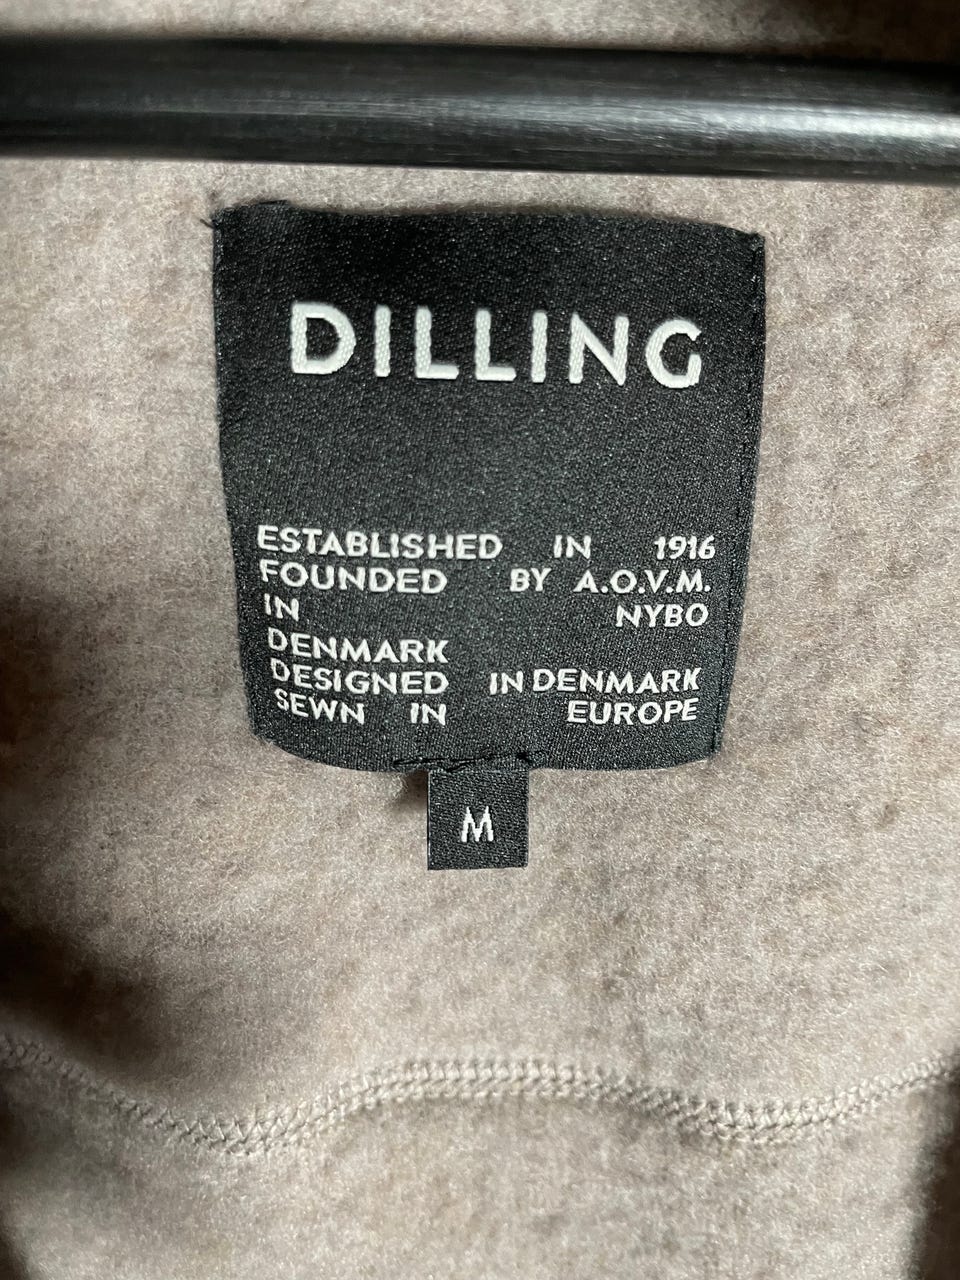 DILLING
ESTABLISHED IN 1916
FOUNDED BY A.O.V.M.
IN NYBO
DENMARK
DESIGNED IN DENMARK
SEWN IN EUROPE
M